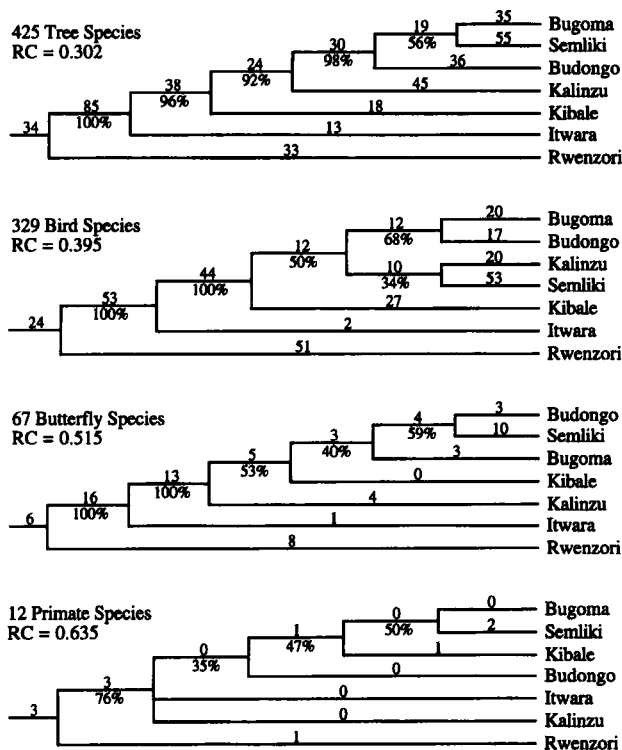 425 Tree Species
RC = 0.302
19 35 Bugoma
56% 55 Semliki
30
98% 36 Budongo
24
92% 45 Kalinzu
38
96% 18 Kibale
85
100% 13 Itwara
34
33 Rwenzori
329 Bird Species
RC = 0.395
12 20 Bugoma
68% 17 Budongo
12
50% 20 Kalinzu
10
34% 53 Semliki
44
100% 27 Kibale
53
100% 2 Itwara
24
51 Rwenzori
67 Butterfly Species
RC = 0.515
4 3 Budongo
59% 10 Semliki
3
40% 3 Bugoma
5
53% 0 Kibale
13
100% 4 Kalinzu
16
100% 1 Itwara
6
8 Rwenzori
12 Primate Species
RC = 0.635
0 0 Bugoma
50% 2 Semliki
1
47% 1 Kibale
0
35% 0 Budongo
3
76% 0 Itwara
0 Kalinzu
3
1 Rwenzori